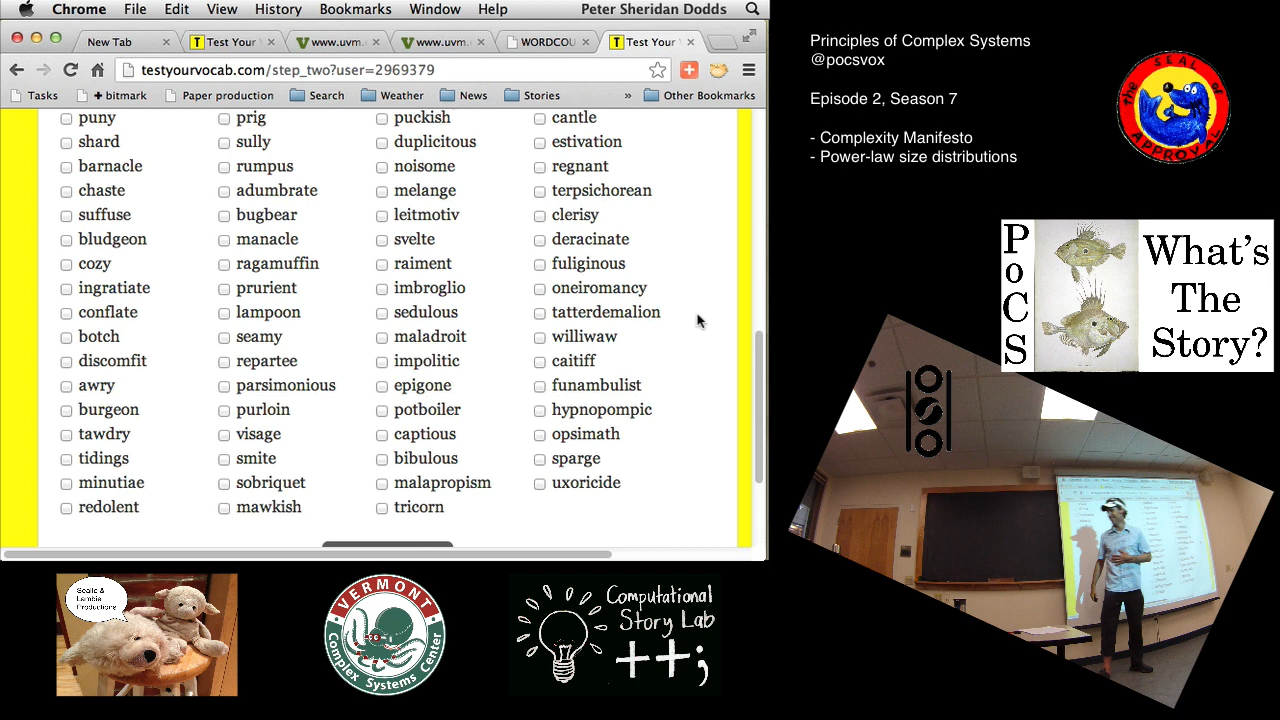 Chrome File Edit View History Bookmarks Window Help Peter Sheridan Dodds
New Tab × T Test Your V × www.uvm. × www.uvm. × WORDCOU × T Test Your V ×
testyourvocab.com/step_two?user=2969379
Tasks + bitmark Paper production Search Weather News Stories » Other Bookmarks
puny prig puckish cantle
shard sully duplicitous estivation
barnacle rumpus noisome regnant
chaste adumbrate melange terpsichorean
suffuse bugbear leitmotiv clerisy
bludgeon manacle svelte deracinate
cozy ragamuffin raiment fuliginous
ingratiate prurient imbroglio oneiromancy
conflate lampoon sedulous tatterdemalion
botch seamy maladroit williwaw
discomfit repartee impolitic caitiff
awry parsimonious epigone funambulist
burgeon purloin potboiler hypnopompic
tawdry visage captious opsimath
tidings smite bibulous sparge
minutiae sobriquet malapropism uxoricide
redolent mawkish tricorn
Principles of Complex Systems
@pocsvox
Episode 2, Season 7
- Complexity Manifesto
- Power-law size distributions
the SEAL of
APPROVAL
PoCS
What's
The
Story?
Sealie &
Lambie
Productions
VERMONT
Complex Systems Center
Computational
Story Lab
++;